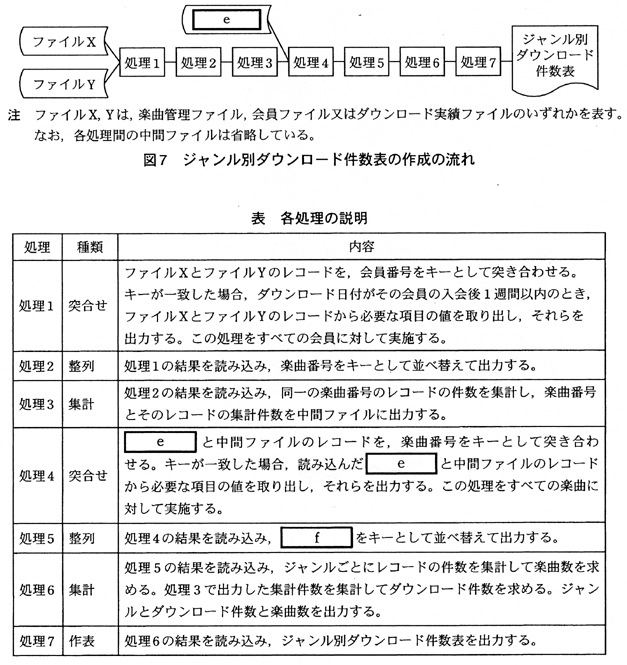 e
ファイルX
ファイルY
処理1
処理2
処理3
処理4
処理5
処理6
処理7
ジャンル別
ダウンロード
件数表
注 ファイルX,Yは,楽曲管理ファイル,会員ファイル又はダウンロード実績ファイルのいずれかを表す。
なお,各処理間の中間ファイルは省略している。
図7 ジャンル別ダウンロード件数表の作成の流れ
表 各処理の説明
処理 種類 内容
処理1 突合せ
ファイルXとファイルYのレコードを,会員番号をキーとして突き合わせる。
キーが一致した場合,ダウンロード日付がその会員の入会後1週間以内のとき,
ファイルXとファイルYのレコードから必要な項目の値を取り出し,それらを
出力する。この処理をすべての会員に対して実施する。
処理2 整列 処理1の結果を読み込み,楽曲番号をキーとして並べ替えて出力する。
処理3 集計
処理2の結果を読み込み,同一の楽曲番号のレコードの件数を集計し,楽曲番号
とそのレコードの集計件数を中間ファイルに出力する。
処理4 突合せ
e と中間ファイルのレコードを,楽曲番号をキーとして突き合わ
せる。キーが一致した場合,読み込んだ e と中間ファイルのレコード
から必要な項目の値を取り出し,それらを出力する。この処理をすべての楽曲に
対して実施する。
処理5 整列 処理4の結果を読み込み, f をキーとして並べ替えて出力する。
処理6 集計
処理5の結果を読み込み,ジャンルごとにレコードの件数を集計して楽曲数を求
める。処理3で出力した集計件数を集計してダウンロード件数を求める。ジャン
ルとダウンロード件数と楽曲数を出力する。
処理7 作表 処理6の結果を読み込み,ジャンル別ダウンロード件数表を出力する。